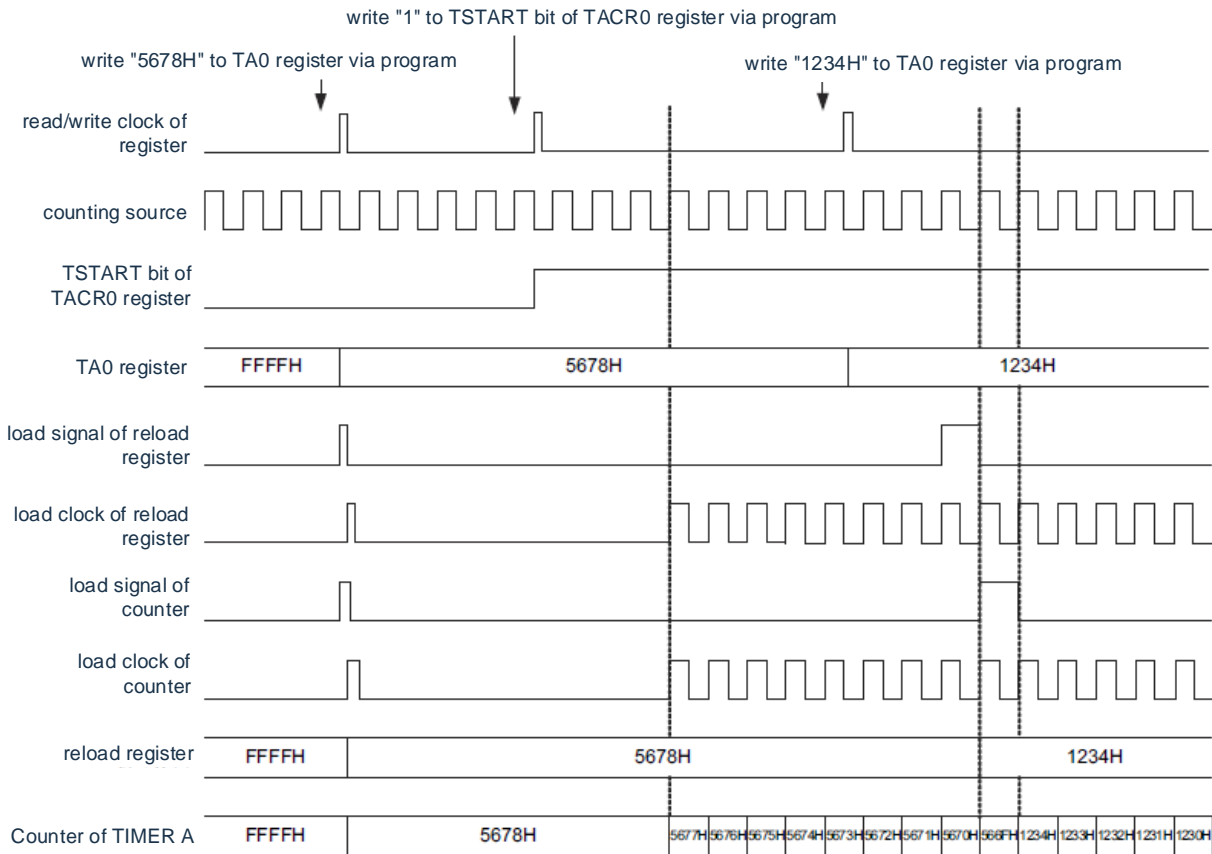 write "1" to TSTART bit of TACR0 register via program
write "5678H" to TA0 register via program
write "1234H" to TA0 register via program
read/write clock of
register
counting source
TSTART bit of
TACR0 register
TA0 register
FFFFH
5678H
1234H
load signal of reload
register
load clock of reload
register
load signal of
counter
load clock of
counter
reload register
FFFFH
5678H
1234H
Counter of TIMER A
FFFFH
5678H
5677H
5676H
5675H
5674H
5673H
5672H
5671H
5670H
566FH
1234H
1233H
1232H
1231H
1230H